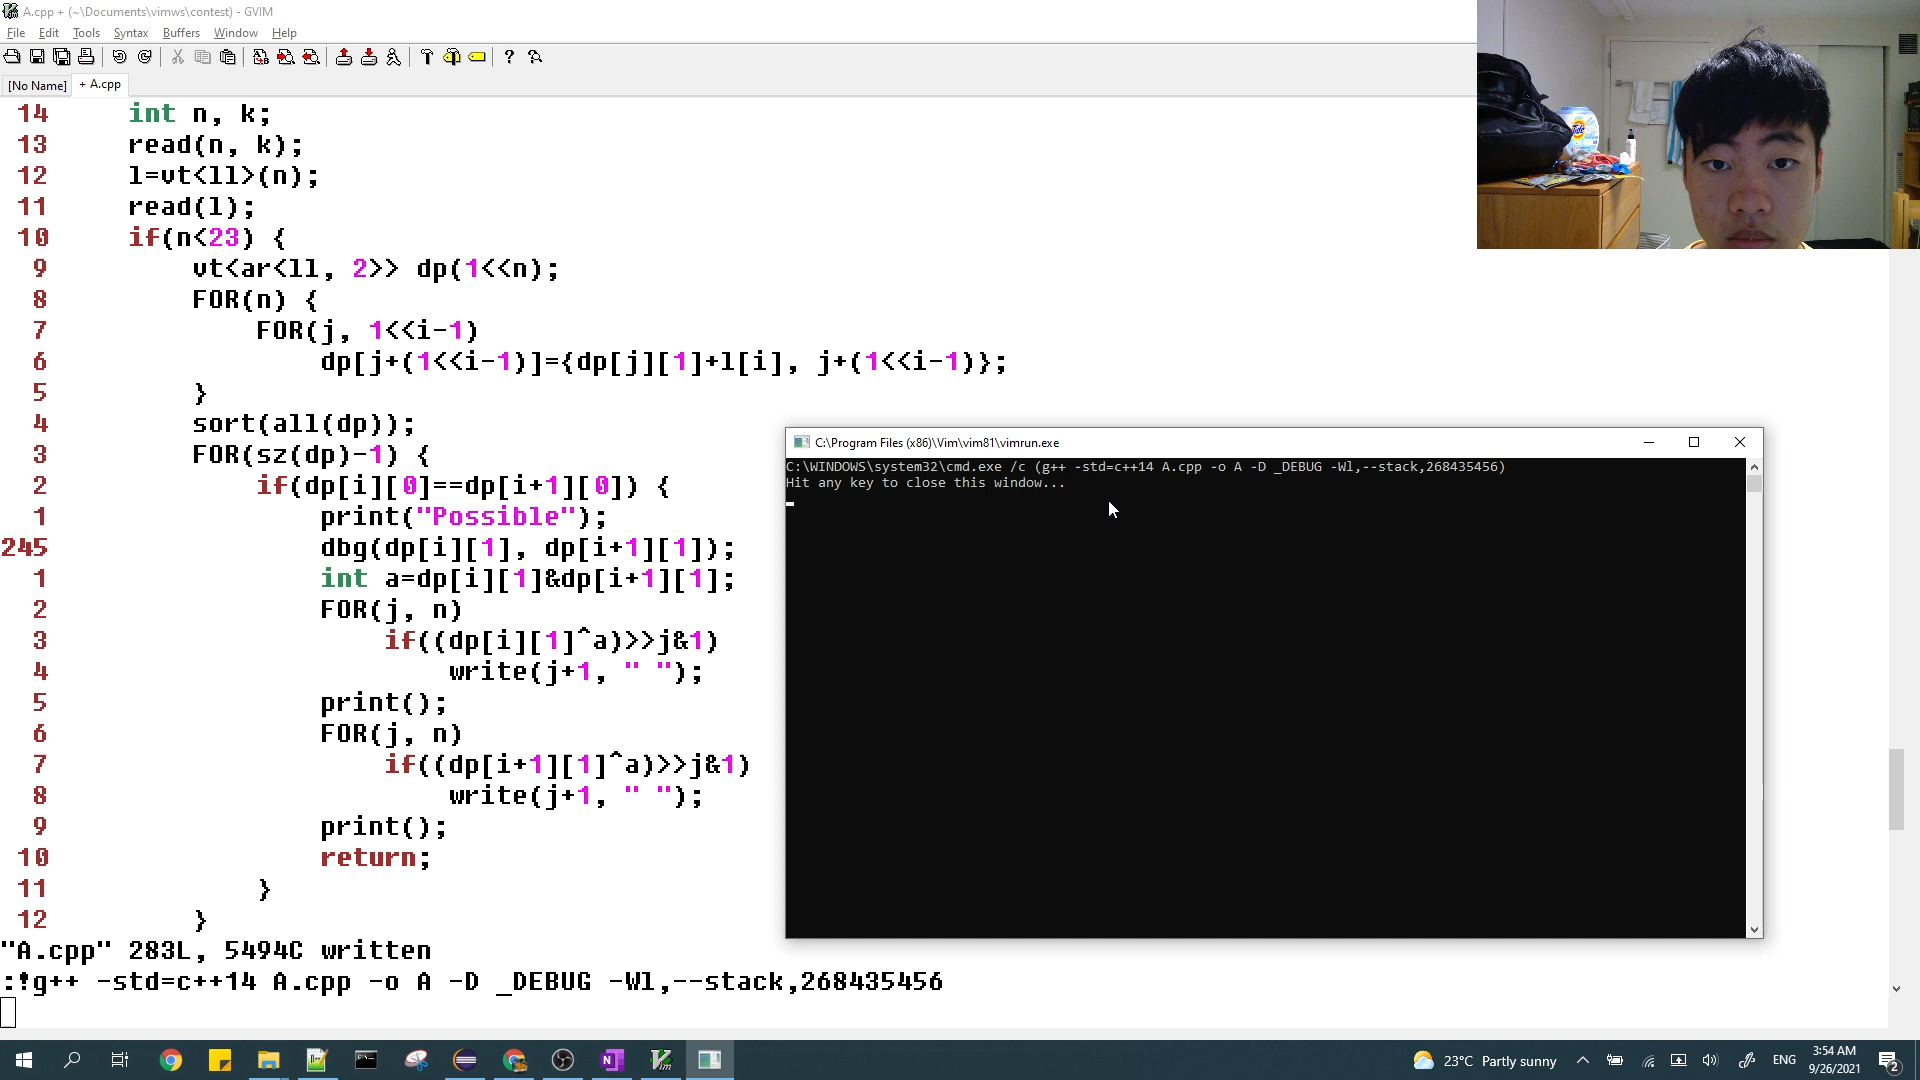 A.cpp + (~\Documents\vimws\contest) - GVIM
File Edit Tools Syntax Buffers Window Help
[No Name] + A.cpp
14 int n, k;
13 read(n, k);
12 l=vt<ll>(n);
11 read(l);
10 if(n<23) {
9 vt<ar<ll, 2>> dp(1<<n);
8 FOR(n) {
7 FOR(j, 1<<i-1)
6 dp[j+(1<<i-1)]={dp[j][1]+l[i], j+(1<<i-1)};
5 }
4 sort(all(dp));
3 FOR(sz(dp)-1) {
2 if(dp[i][0]==dp[i+1][0]) {
1 print("Possible");
245 dbg(dp[i][1], dp[i+1][1]);
1 int a=dp[i][1]&dp[i+1][1];
2 FOR(j, n)
3 if((dp[i][1]^a)>>j&1)
4 write(j+1, " ");
5 print();
6 FOR(j, n)
7 if((dp[i+1][1]^a)>>j&1)
8 write(j+1, " ");
9 print();
10 return;
11 }
12 }
"A.cpp" 283L, 5494C written
:!g++ -std=c++14 A.cpp -o A -D _DEBUG -Wl,--stack,268435456
C:\Program Files (x86)\Vim\vim81\vimrun.exe
C:\WINDOWS\system32\cmd.exe /c (g++ -std=c++14 A.cpp -o A -D _DEBUG -Wl,--stack,268435456)
Hit any key to close this window...
Tide
23°C Partly sunny
ENG
3:54 AM
9/26/2021
2